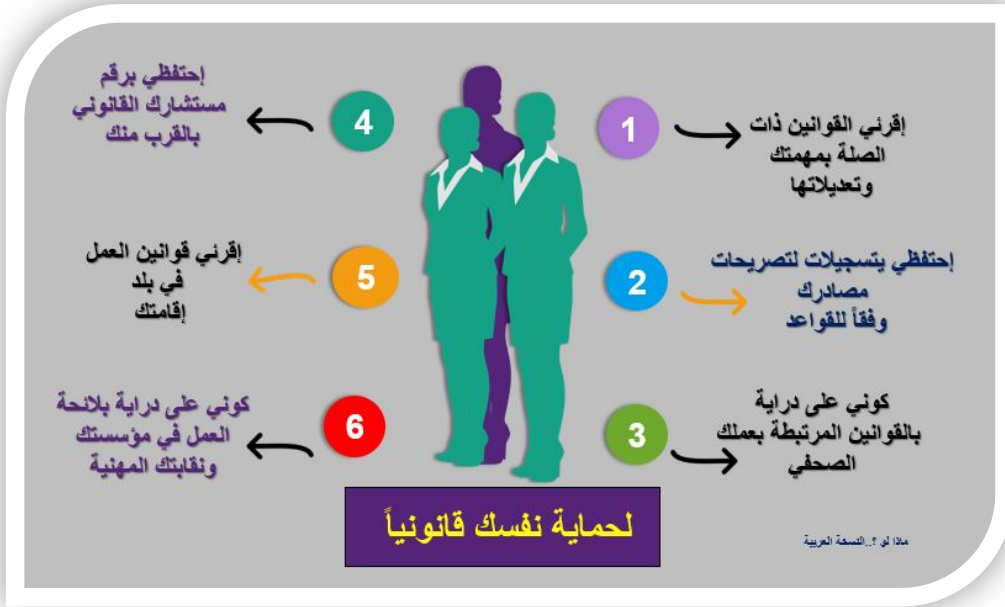 1
إقرئي القوانين ذات
الصلة بمهمتك
وتعديلاتها
2
إحتفظي يتسجيلات لتصريحات
مصادرك
وفقاً للقواعد
3
كوني على دراية
بالقوانين المرتبطة بعملك
الصحفي
4
إحتفظي برقم
مستشارك القانوني
بالقرب منك
5
إقرئي قوانين العمل
في بلد
إقامتك
6
كوني على دراية بلائحة
العمل في مؤسستك
ونقابتك المهنية
لحماية نفسك قانونياً
ماذا لو ؟..النسخة العربية